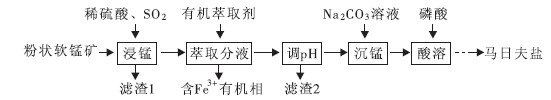 稀硫酸、SO₂ 有机萃取剂 Na₂CO₃溶液 磷酸
粉状软锰矿 浸锰 萃取分液 调pH 沉锰 酸溶 马日夫盐
滤渣1 含Fe³⁺有机相 滤渣2